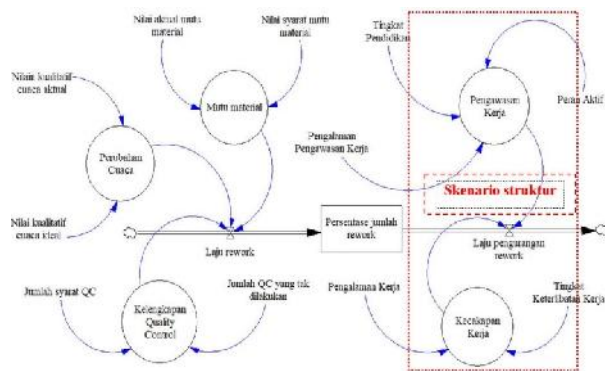 Nilai aktual mutu
material
Nilai syarat mutu
material
Tingkat
Pendidikan
Nilai kualitatif
cuaca aktual
Mutu material
Pengawasan
Kerja
Peran Aktif
Pengalaman
Pengawasan Kerja
Perubahan
Cuaca
Skenario struktur
Nilai kualitatif
cuaca ideal
Laju rework
Persentase jumlah
rework
Laju pengurangan
rework
Jumlah syarat QC
Jumlah QC yang tak
dilakukan
Pengalaman Kerja
Tingkat
Keterlibatan Kerja
Kelengkapan
Quality
Control
Kecakapan
Kerja